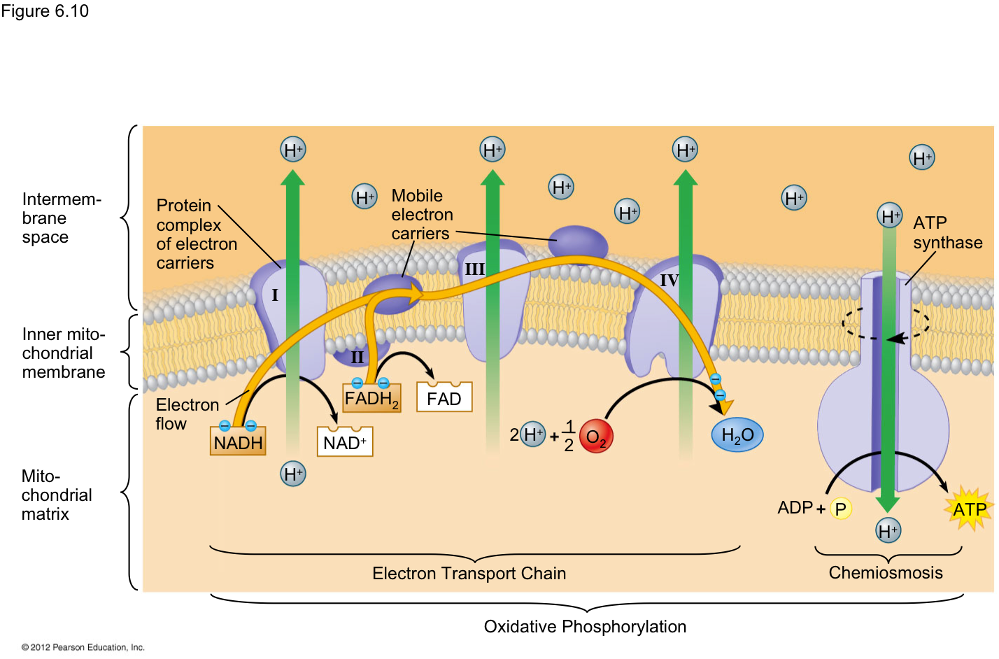 Figure 6.10
H+
H+
H+
H+
H+
H+
H+
H+
H+
Intermem-
brane
space
Protein
complex
of electron
carriers
Mobile
electron
carriers
ATP
synthase
I
II
III
IV
Inner mito-
chondrial
membrane
Electron
flow
NADH
NAD+
FADH2
FAD
2 H+ + 1/2 O2
H2O
H+
Mito-
chondrial
matrix
ADP + P
ATP
H+
Electron Transport Chain
Chemiosmosis
Oxidative Phosphorylation
© 2012 Pearson Education, Inc.